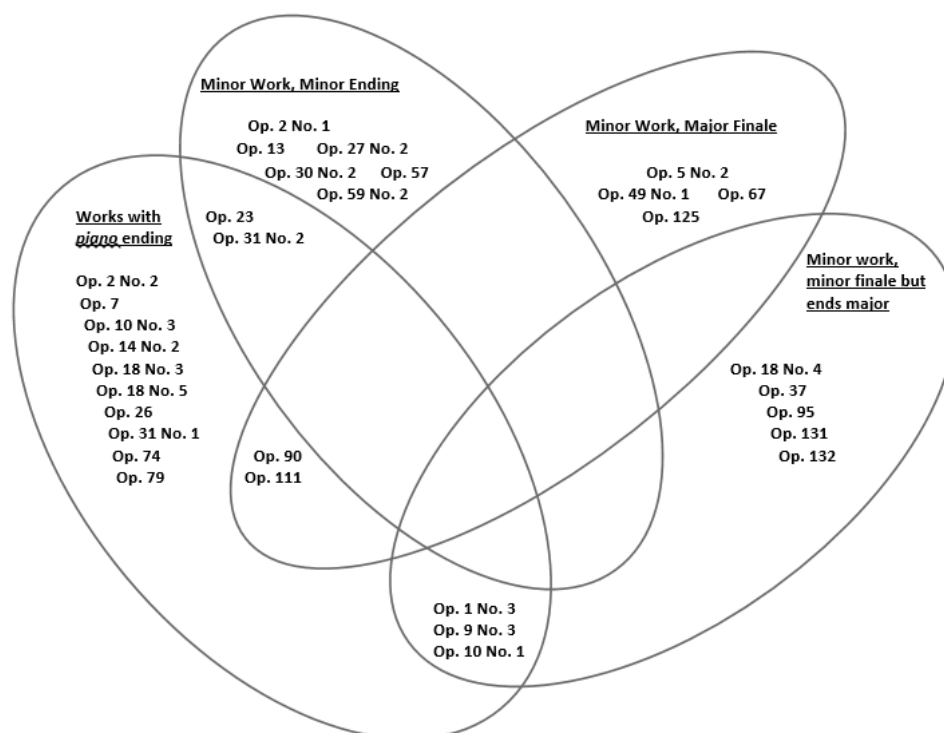 Minor Work, Minor Ending
Op. 2 No. 1
Op. 13 Op. 27 No. 2
Op. 30 No. 2 Op. 57
Op. 59 No. 2
Minor Work, Major Finale
Op. 5 No. 2
Op. 49 No. 1 Op. 67
Op. 125
Works with
piano ending
Op. 2 No. 2
Op. 7
Op. 10 No. 3
Op. 14 No. 2
Op. 18 No. 3
Op. 18 No. 5
Op. 26
Op. 31 No. 1
Op. 74
Op. 79
Op. 23
Op. 31 No. 2
Minor work,
minor finale but
ends major
Op. 18 No. 4
Op. 37
Op. 95
Op. 131
Op. 132
Op. 90
Op. 111
Op. 1 No. 3
Op. 9 No. 3
Op. 10 No. 1